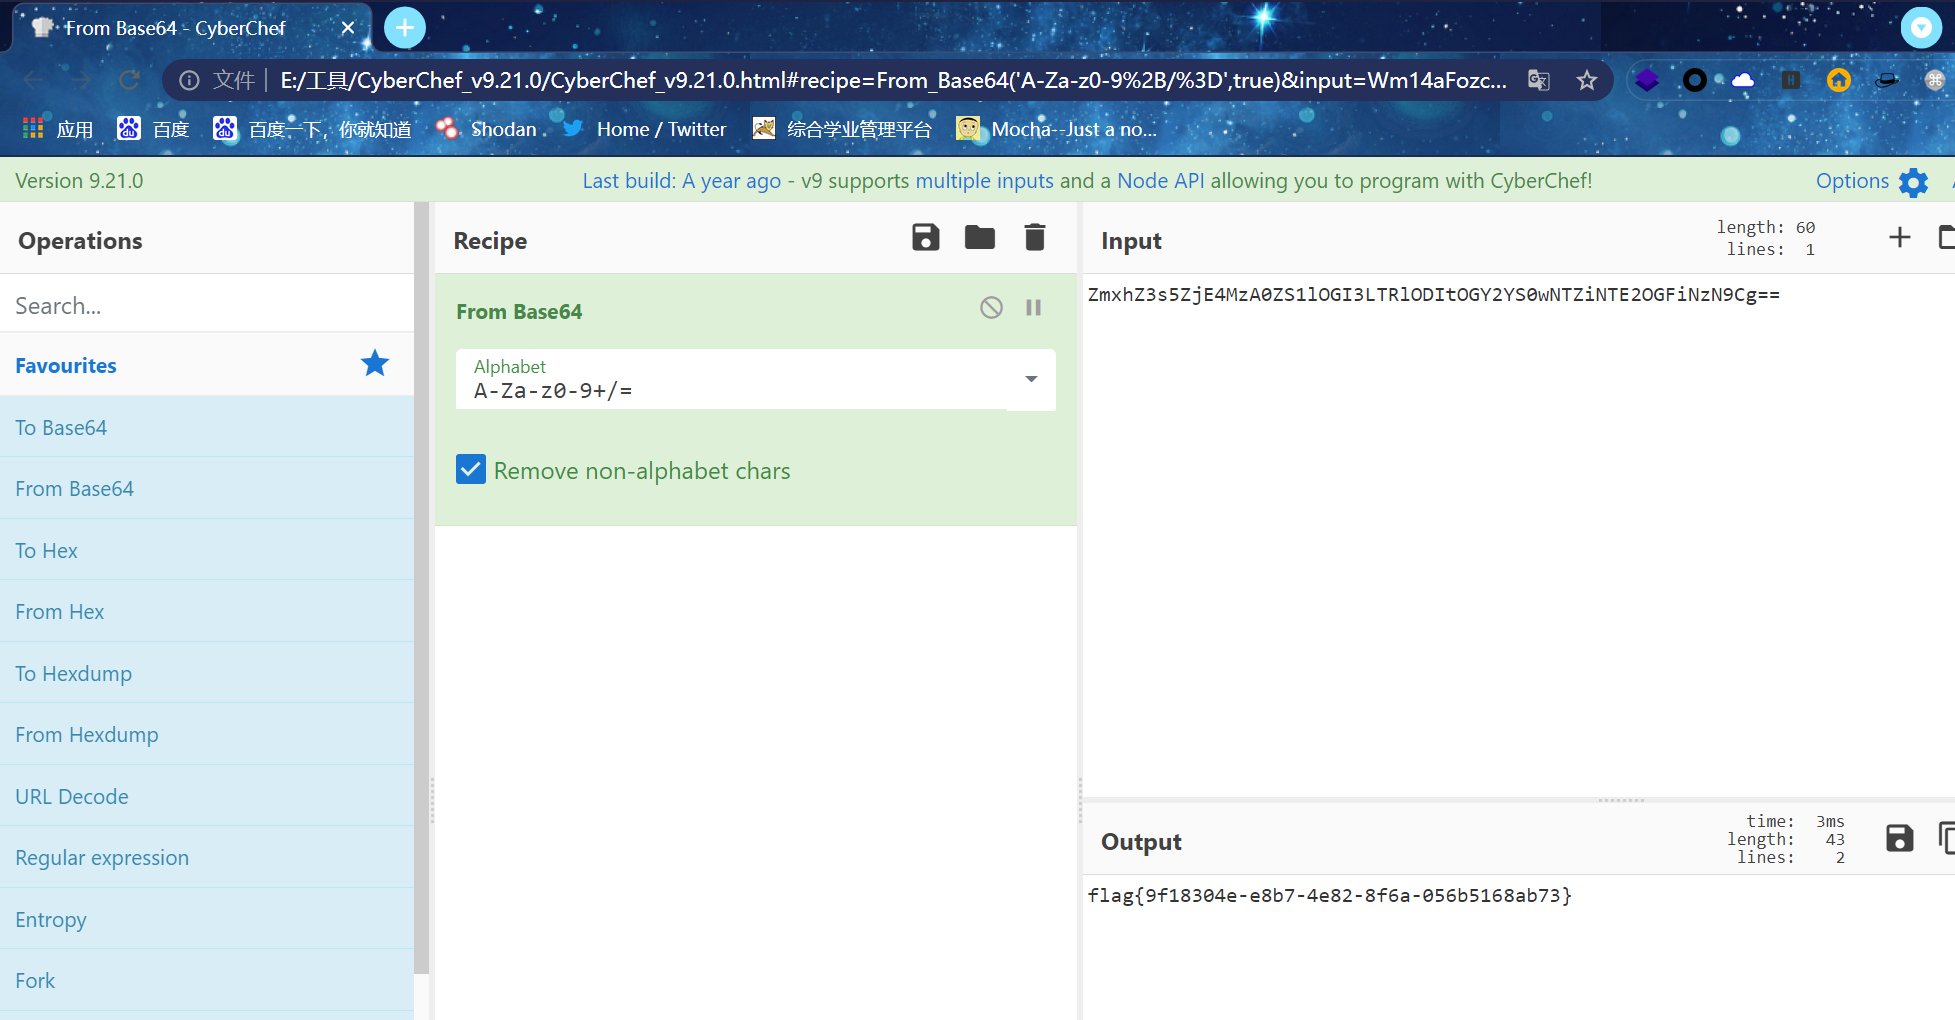 From Base64 - CyberChef
文件 E:/工具/CyberChef_v9.21.0/CyberChef_v9.21.0.html#recipe=From_Base64('A-Za-z0-9%2B/%3D',true)&input=Wm14aFozc...
应用 百度 百度一下，你就知道 Shodan Home / Twitter 综合学业管理平台 Mocha--Just a no...
Version 9.21.0 Last build: A year ago - v9 supports multiple inputs and a Node API allowing you to program with CyberChef! Options
Operations
Search...
Favourites
To Base64
From Base64
To Hex
From Hex
To Hexdump
From Hexdump
URL Decode
Regular expression
Entropy
Fork
Recipe
From Base64
Alphabet
A-Za-z0-9+/=
Remove non-alphabet chars
Input
length: 60
lines: 1
ZmxhZ3s5ZjE4MzA0ZS1lOGI3LTRlODItOGY2YS0wNTZiNTE2OGFiNzN9Cg==
Output
time: 3ms
length: 43
lines: 2
flag{9f18304e-e8b7-4e82-8f6a-056b5168ab73}